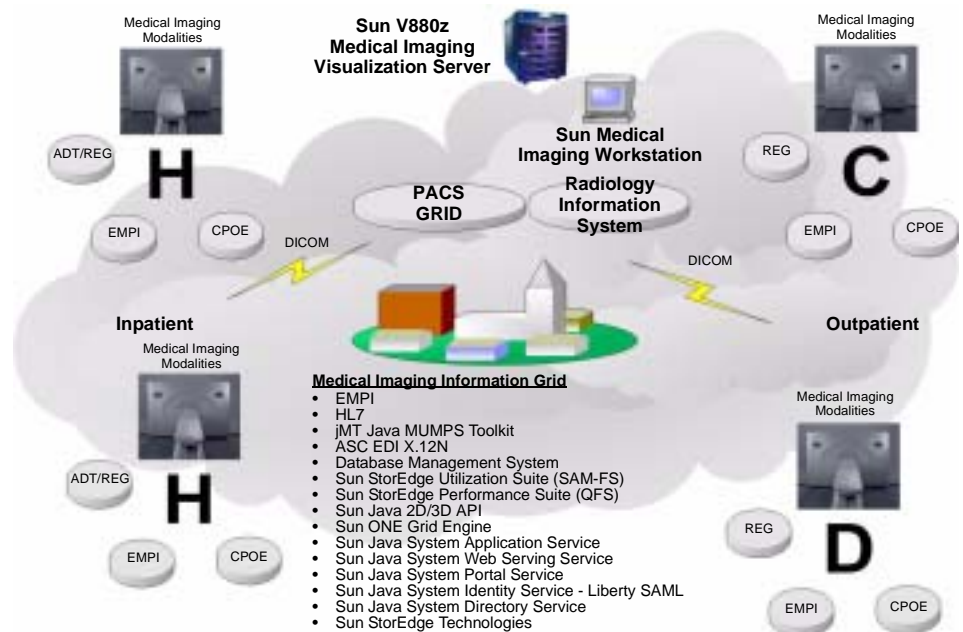 Medical Imaging
Modalities
Sun V880z
Medical Imaging
Visualization Server
Medical Imaging
Modalities
ADT/REG
H
Sun Medical
Imaging Workstation
REG
C
PACS
GRID
Radiology
Information
System
EMPI
CPOE
DICOM
DICOM
EMPI
CPOE
Inpatient
Outpatient
Medical Imaging
Modalities
ADT/REG
H
EMPI
CPOE
Medical Imaging Information Grid
• EMPI
• HL7
• jMT Java MUMPS Toolkit
• ASC EDI X.12N
• Database Management System
• Sun StorEdge Utilization Suite (SAM-FS)
• Sun StorEdge Performance Suite (QFS)
• Sun Java 2D/3D API
• Sun ONE Grid Engine
• Sun Java System Application Service
• Sun Java System Web Serving Service
• Sun Java System Portal Service
• Sun Java System Identity Service - Liberty SAML
• Sun Java System Directory Service
• Sun StorEdge Technologies
Medical Imaging
Modalities
REG
D
EMPI
CPOE